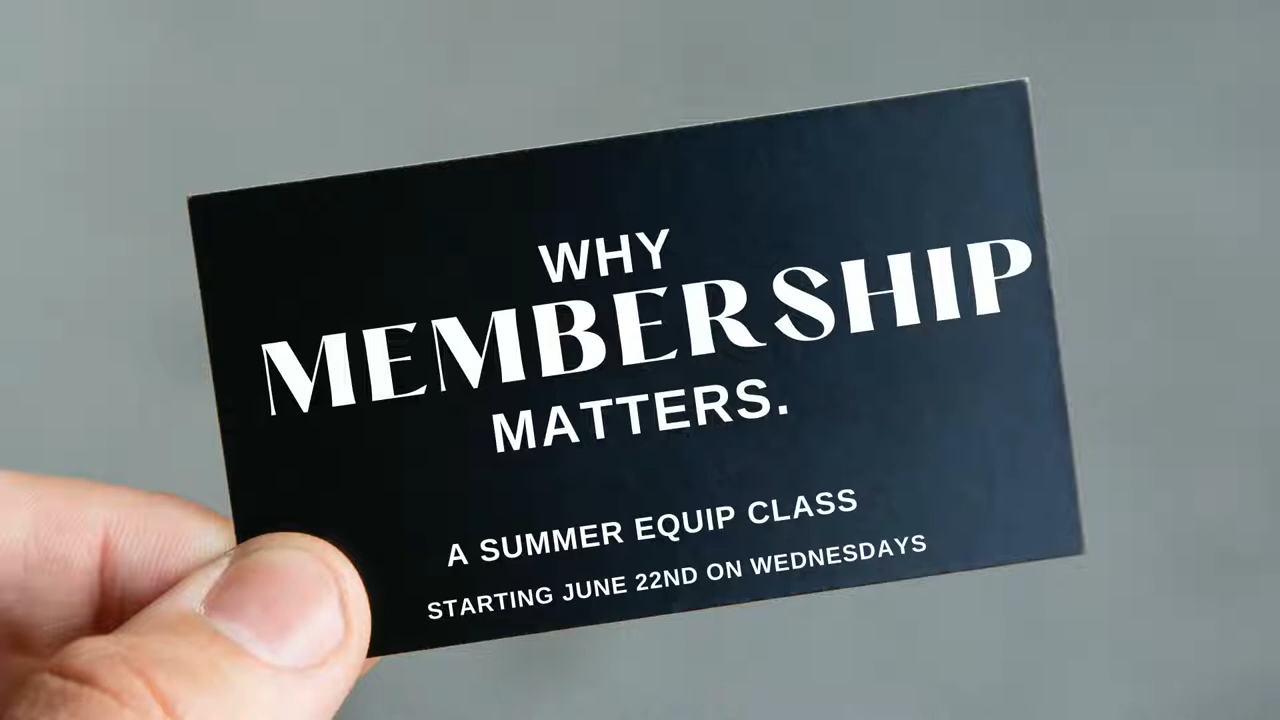 WHY
MEMBERSHIP
MATTERS.
A SUMMER EQUIP CLASS
STARTING JUNE 22ND ON WEDNESDAYS